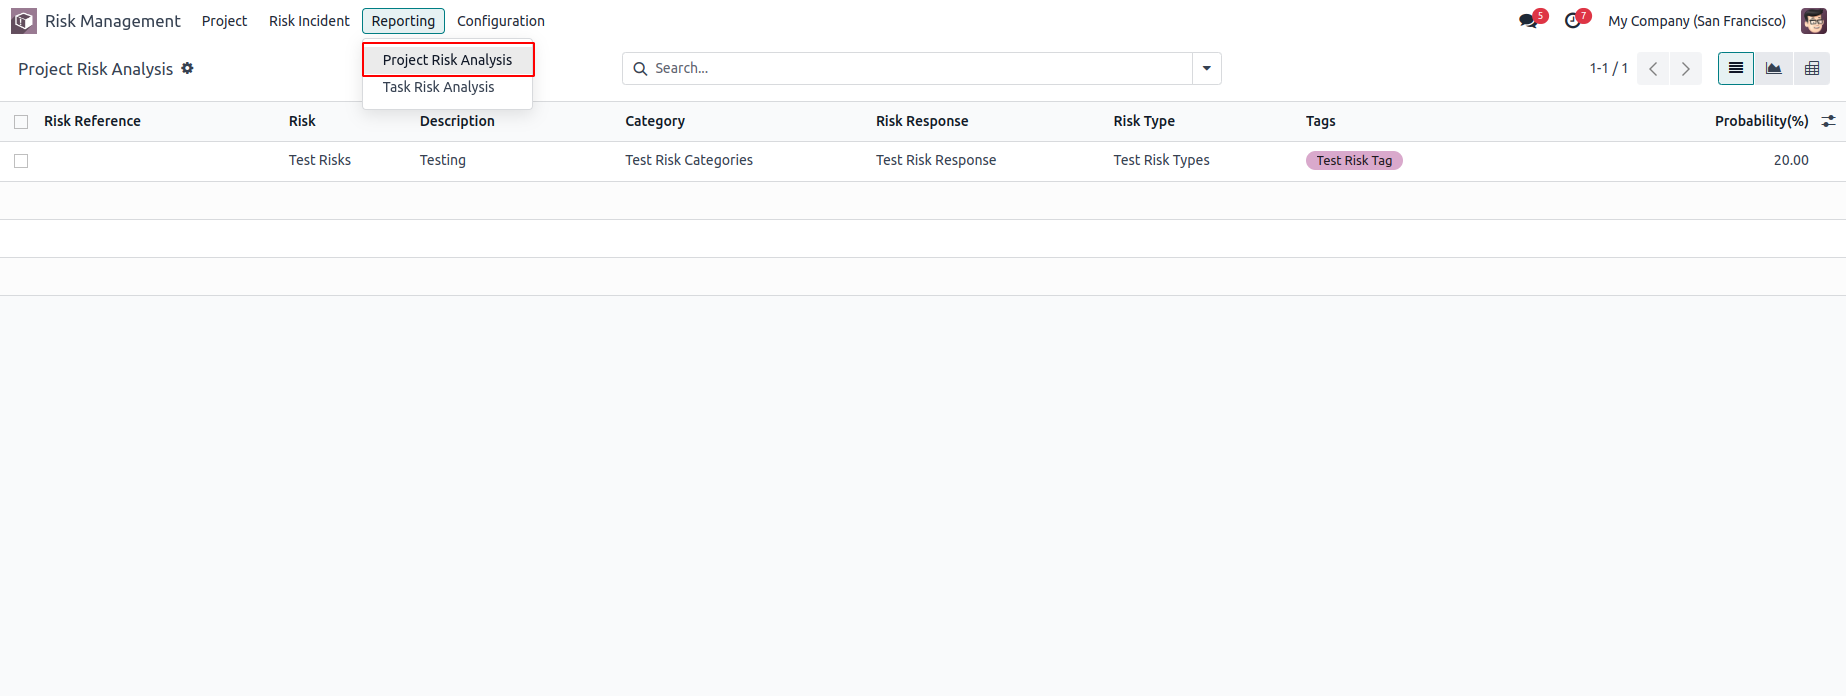 Risk Management Project Risk Incident Reporting Configuration 5 7 My Company (San Francisco)
Project Risk Analysis Project Risk Analysis Search... 1-1 / 1
Task Risk Analysis
Risk Reference Risk Description Category Risk Response Risk Type Tags Probability(%)
Test Risks Testing Test Risk Categories Test Risk Response Test Risk Types Test Risk Tag 20.00